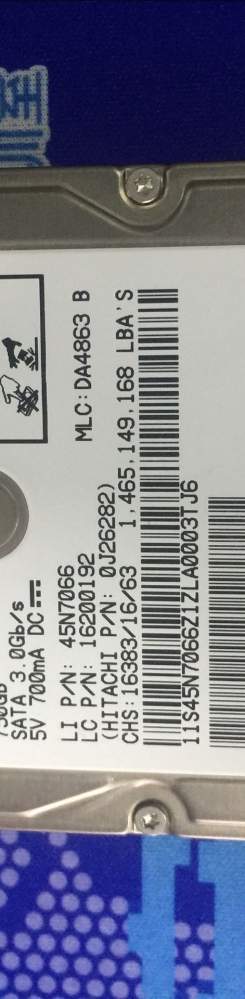 750GB
SATA 3.0Gb/s
5V 700mA DC
LI P/N: 45N7066
LC P/N: 16200192 MLC:DA4863 B
(HITACHI P/N: 0J26282)
CHS:16383/16/63 1,465,149,168 LBA'S
11S45N7066Z1ZLA0003TJ6